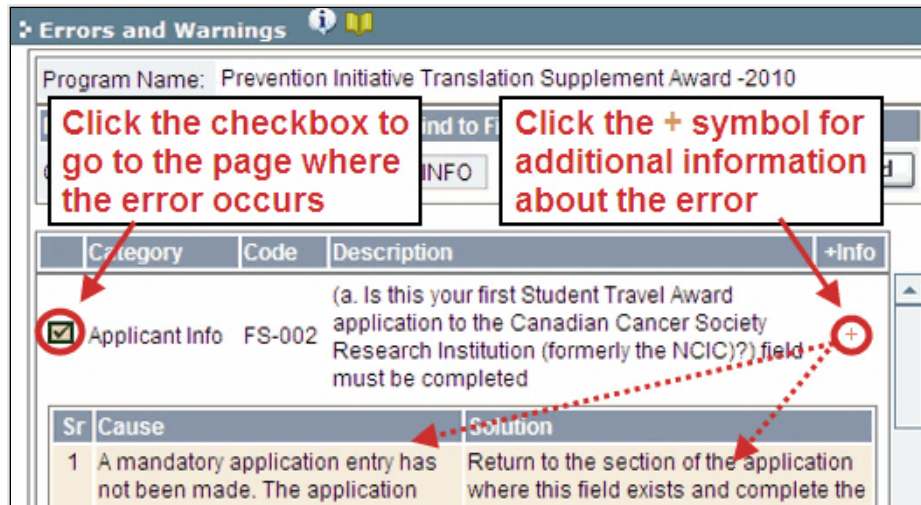 Errors and Warnings
Program Name: Prevention Initiative Translation Supplement Award -2010
Click the checkbox to
go to the page where
the error occurs
Click the + symbol for
additional information
about the error
ind to Fi
INFO
Category Code Description +Info
Applicant Info FS-002
(a. Is this your first Student Travel Award
application to the Canadian Cancer Society
Research Institution (formerly the NCIC)?) field
must be completed
+
Sr Cause Solution
1 A mandatory application entry has
not been made. The application
Return to the section of the application
where this field exists and complete the